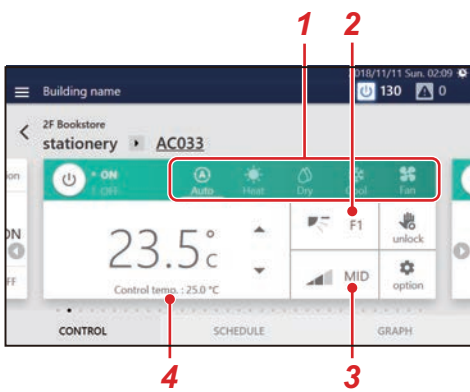 1 2
2018/11/11 Sun. 02:09
Building name 130 0
2F Bookstore
stationery AC033
ON
OFF
Auto Heat Dry Cool Fan
23.5°c
Control temp. : 25.0 °C
F1
unlock
MID
option
CONTROL SCHEDULE GRAPH
4 3